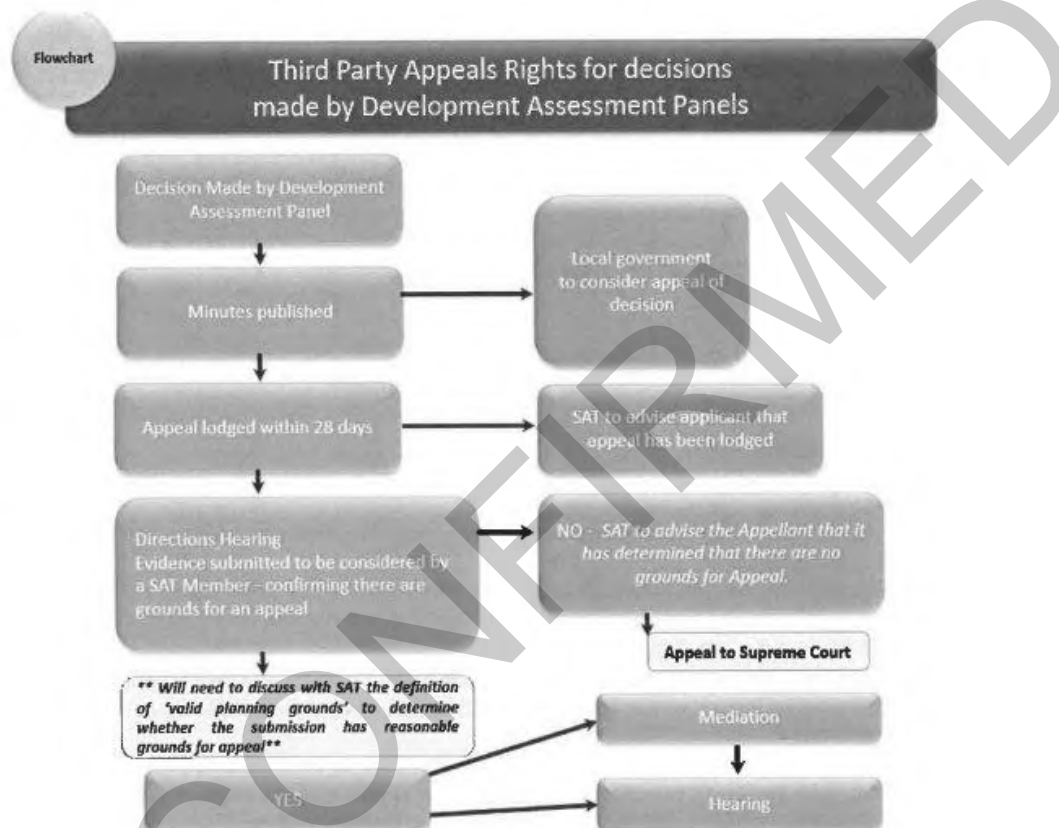 Flowchart
Third Party Appeals Rights for decisions
made by Development Assessment Panels
Decision Made by Development
Assessment Panel
Minutes published
Local government
to consider appeal of
decision
Appeal lodged within 28 days
SAT to advise applicant that
appeal has been lodged
Directions Hearing
Evidence submitted to be considered by
a SAT Member - confirming there are
grounds for an appeal
NO - SAT to advise the Appellant that it
has determined that there are no
grounds for Appeal.
Appeal to Supreme Court
** Will need to discuss with SAT the definition
of 'valid planning grounds' to determine
whether the submission has reasonable
grounds for appeal**
Mediation
YES
Hearing
CONFIRMED